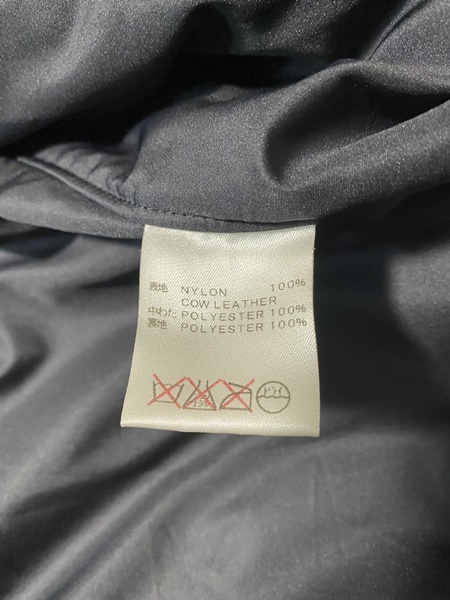 表地 NYLON 100%
COW LEATHER
中わた POLYESTER 100%
裏地 POLYESTER 100%
ドライ